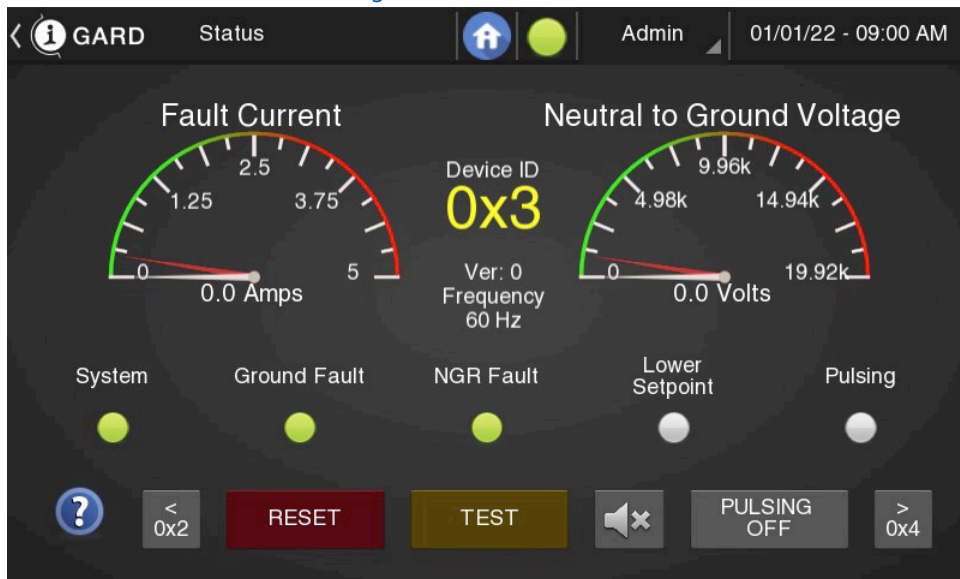 GARD
Status
Admin
01/01/22 - 09:00 AM
Fault Current
0
1.25
2.5
3.75
5
0.0 Amps
Device ID
0x3
Ver: 0
Frequency
60 Hz
Neutral to Ground Voltage
0
4.98k
9.96k
14.94k
19.92k
0.0 Volts
System
Ground Fault
NGR Fault
Lower
Setpoint
Pulsing
?
<
0x2
RESET
TEST
PULSING
OFF
>
0x4